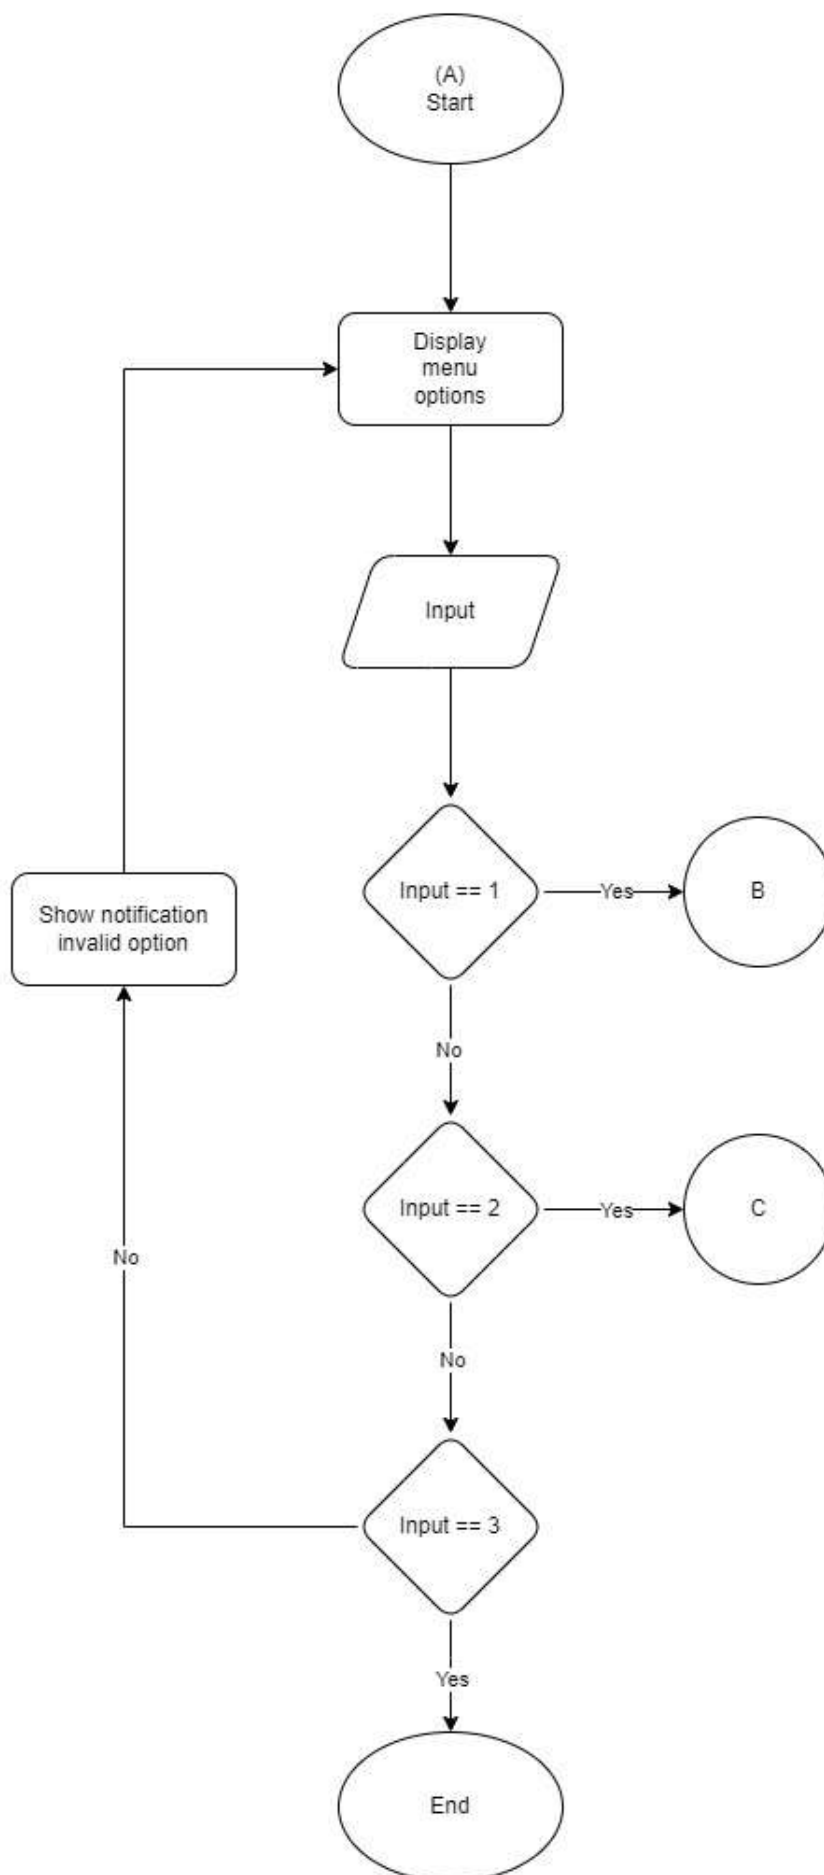 (A)
Start
Display
menu
options
Input
Input == 1
Yes
B
Show notification
invalid option
No
Input == 2
Yes
C
No
No
Input == 3
Yes
End